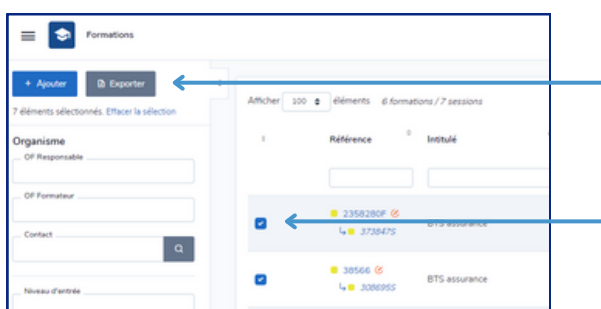 Formations
+ Ajouter
Exporter
7 éléments sélectionnés. Effacer la sélection
Organisme
OF Responsable
OF Formateur
Contact
Niveau d'entrée
Afficher 100 éléments 6 formations / 7 sessions
Référence Intitulé
2358280F
373847S
BTS assurance
38566
308695S
BTS assurance